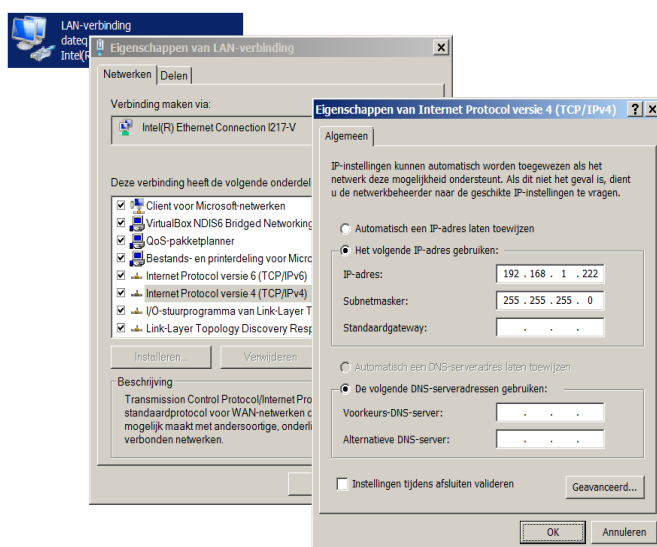 LAN-verbinding
dateq
Intel(R
Eigenschappen van LAN-verbinding
Netwerken
Delen
Verbinding maken via:
Intel(R) Ethernet Connection I217-V
Deze verbinding heeft de volgende onderdel
Client voor Microsoft-netwerken
VirtualBox NDIS6 Bridged Networking
QoS-pakketplanner
Bestands- en printerdeling voor Micro
Internet Protocol versie 6 (TCP/IPv6)
Internet Protocol versie 4 (TCP/IPv4)
I/O-stuurprogramma van Link-Layer T
Link-Layer Topology Discovery Resp
Installeren...
Verwijderen
Beschrijving
Transmission Control Protocol/Internet Pro
standaardprotocol voor WAN-netwerken d
mogelijk maakt met andersoortige, onderli
verbonden netwerken.
Eigenschappen van Internet Protocol versie 4 (TCP/IPv4)
Algemeen
IP-instellingen kunnen automatisch worden toegewezen als het
netwerk deze mogelijkheid ondersteunt. Als dit niet het geval is, dient
u de netwerkbeheerder naar de geschikte IP-instellingen te vragen.
Automatisch een IP-adres laten toewijzen
Het volgende IP-adres gebruiken:
IP-adres: 192 . 168 . 1 . 222
Subnetmasker: 255 . 255 . 255 . 0
Standaardgateway: . . .
Automatisch een DNS-serveradres laten toewijzen
De volgende DNS-serveradressen gebruiken:
Voorkeurs-DNS-server: . . .
Alternatieve DNS-server: . . .
Instellingen tijdens afsluiten valideren
Geavanceerd...
OK
Annuleren